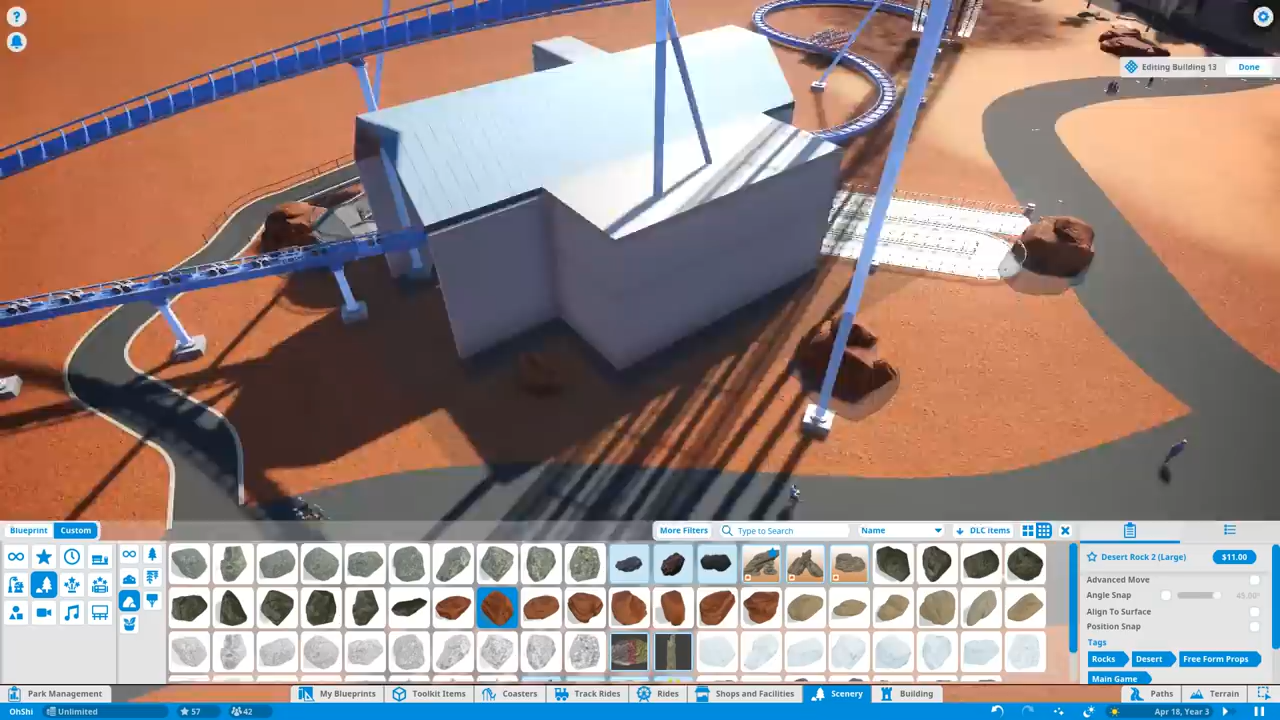 ?
Editing Building 13
Done
Blueprint
Custom
More Filters
Type to Search
Name
DLC items
Desert Rock 2 (Large)
$11.00
Advanced Move
Angle Snap
45.00°
Align To Surface
Position Snap
Tags
Rocks
Desert
Free Form Props
Main Game
Park Management
My Blueprints
Toolkit Items
Coasters
Track Rides
Rides
Shops and Facilities
Scenery
Building
Paths
Terrain
OhShi
Unlimited
57
42
Apr 18, Year 3